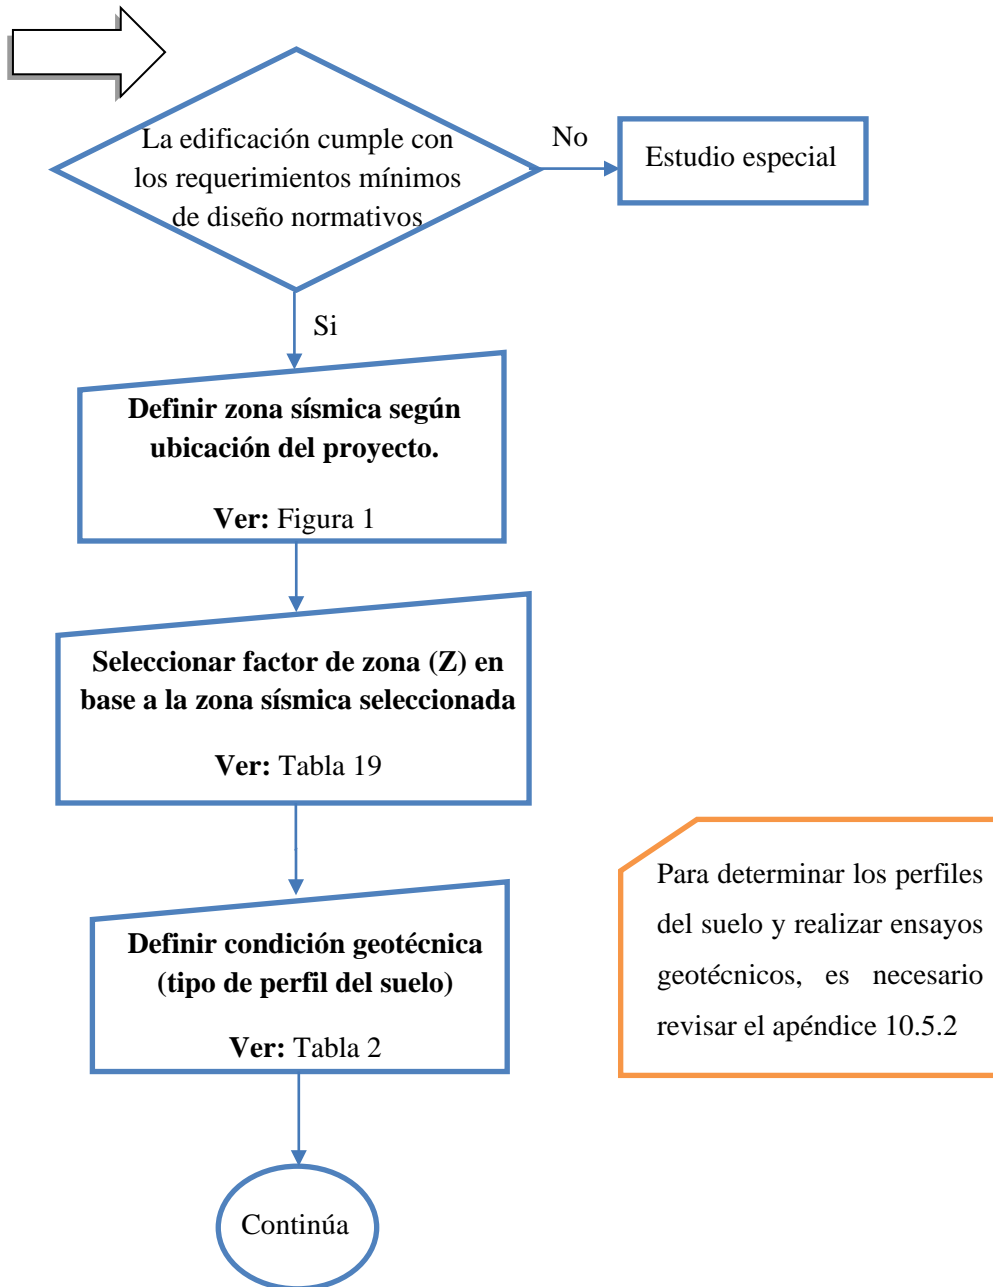 La edificación cumple con
los requerimientos mínimos
de diseño normativos
No
Estudio especial
Si
Definir zona sísmica según
ubicación del proyecto.
Ver: Figura 1
Seleccionar factor de zona (Z) en
base a la zona sísmica seleccionada
Ver: Tabla 19
Definir condición geotécnica
(tipo de perfil del suelo)
Ver: Tabla 2
Para determinar los perfiles
del suelo y realizar ensayos
geotécnicos, es necesario
revisar el apéndice 10.5.2
Continúa